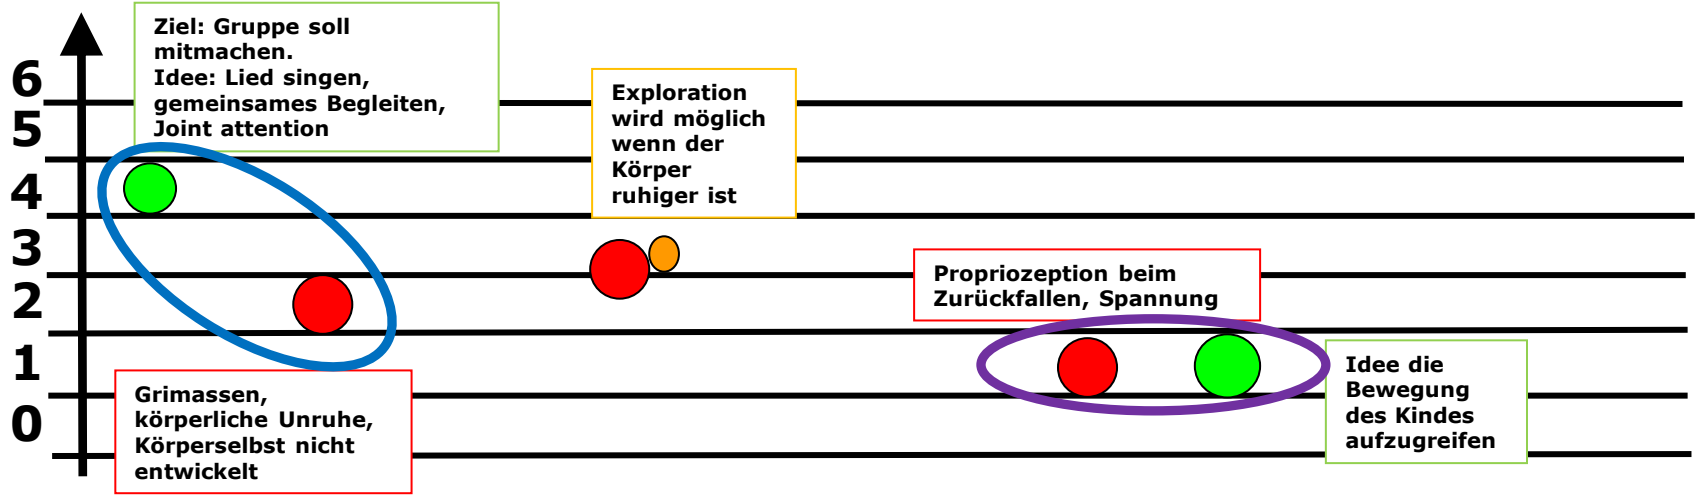 Ziel: Gruppe soll
mitmachen.
Idee: Lied singen,
gemeinsames Begleiten,
Joint attention
6
5
4
3
2
1
0
Exploration
wird möglich
wenn der
Körper
ruhiger ist
Propriozeption beim
Zurückfallen, Spannung
Grimassen,
körperliche Unruhe,
Körperselbst nicht
entwickelt
Idee die
Bewegung
des Kindes
aufzugreifen